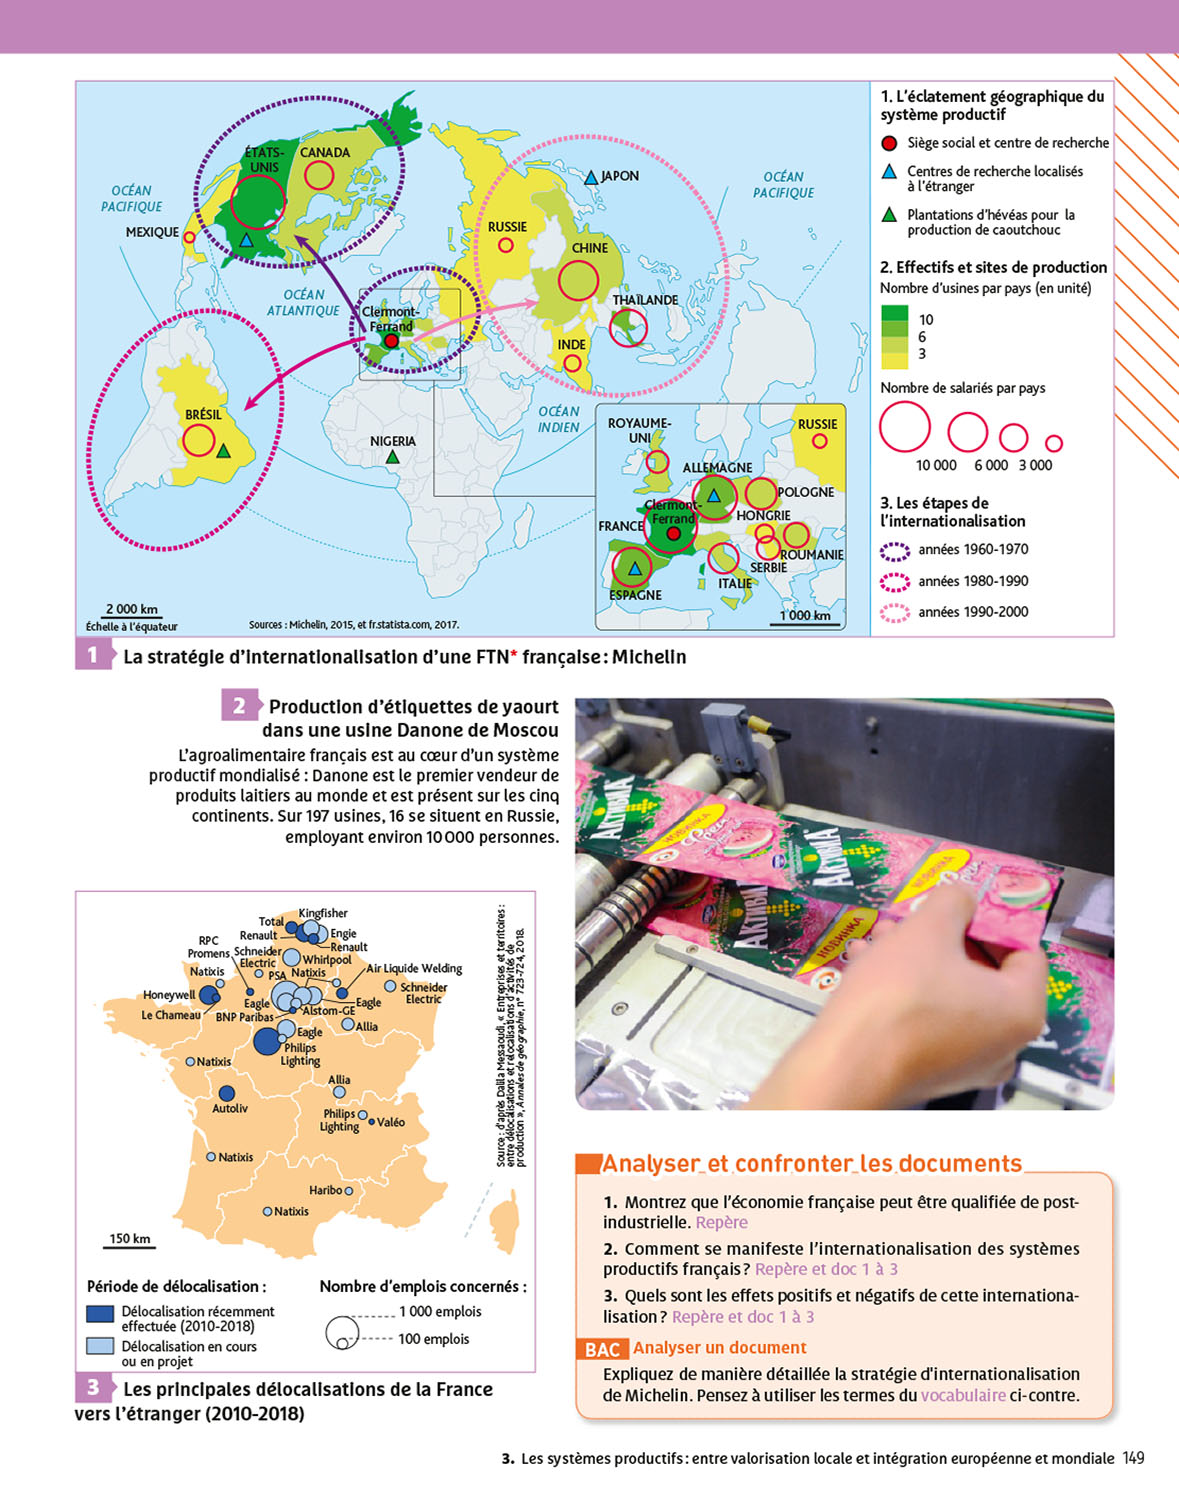 OCÉAN
PACIFIQUE
ÉTATS-
UNIS
CANADA
MEXIQUE
OCÉAN
ATLANTIQUE
Clermont-
Ferrand
BRÉSIL
NIGERIA
RUSSIE
CHINE
JAPON
OCÉAN
PACIFIQUE
THAÏLANDE
INDE
OCÉAN
INDIEN
ROYAUME-
UNI
RUSSIE
ALLEMAGNE
POLOGNE
Clermont-
Ferrand
HONGRIE
FRANCE
ROUMANIE
SERBIE
ITALIE
ESPAGNE
1 000 km
2 000 km
Échelle à l'équateur
Sources : Michelin, 2015, et fr.statista.com, 2017.
1. L'éclatement géographique du
système productif
Siège social et centre de recherche
Centres de recherche localisés
à l'étranger
Plantations d'hévéas pour la
production de caoutchouc
2. Effectifs et sites de production
Nombre d'usines par pays (en unité)
10
6
3
Nombre de salariés par pays
10 000 6 000 3 000
3. Les étapes de
l'internationalisation
années 1960-1970
années 1980-1990
années 1990-2000
1 La stratégie d'internationalisation d'une FTN* française : Michelin
2 Production d'étiquettes de yaourt
dans une usine Danone de Moscou
L'agroalimentaire français est au cœur d'un système
productif mondialisé : Danone est le premier vendeur de
produits laitiers au monde et est présent sur les cinq
continents. Sur 197 usines, 16 se situent en Russie,
employant environ 10 000 personnes.
АКТИВИА
НОВИНКА
АКТИВИА
НОВИНКА
АКТИВИА
НОВИНКА
Kingfisher
Total
Renault
Engie
Renault
RPC
Promens
Schneider
Electric
Whirlpool
Natixis
PSA
Natixis
Air Liquide Welding
Schneider
Electric
Honeywell
Le Chameau
Eagle
BNP Paribas
Eagle
Alstom-GE
Allia
Eagle
Philips
Lighting
Natixis
Autoliv
Allia
Philips
Lighting
Valéo
Natixis
Haribo
Natixis
150 km
Source : d'après Dalila Messaoudi, « Entreprises et territoires :
entre délocalisations et relocalisations d'activités de
production », Annales de géographie, n° 723-724, 2018.
Période de délocalisation :
Délocalisation récemment
effectuée (2010-2018)
Délocalisation en cours
ou en projet
Nombre d'emplois concernés :
1 000 emplois
100 emplois
3 Les principales délocalisations de la France
vers l'étranger (2010-2018)
Analyser et confronter les documents
1. Montrez que l'économie française peut être qualifiée de post-
industrielle. Repère
2. Comment se manifeste l'internationalisation des systèmes
productifs français ? Repère et doc 1 à 3
3. Quels sont les effets positifs et négatifs de cette internationa-
lisation ? Repère et doc 1 à 3
BAC Analyser un document
Expliquez de manière détaillée la stratégie d'internationalisation
de Michelin. Pensez à utiliser les termes du vocabulaire ci-contre.
3. Les systèmes productifs : entre valorisation locale et intégration européenne et mondiale 149